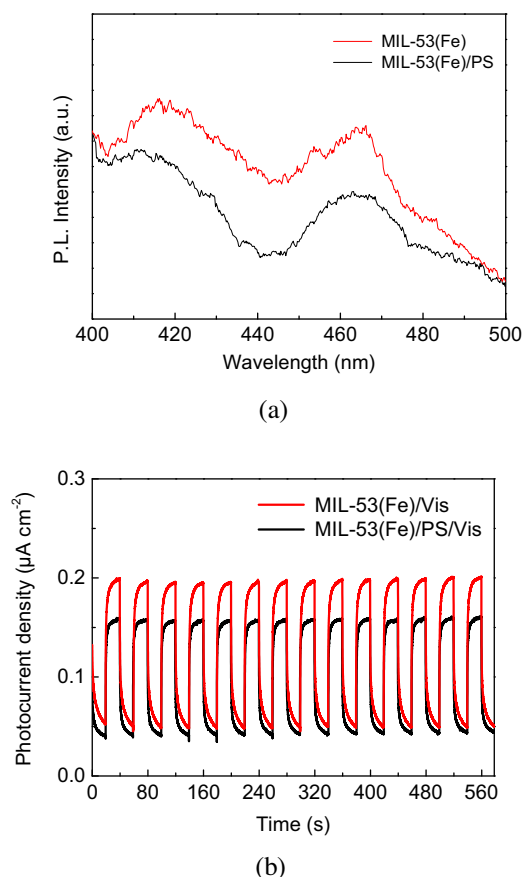 MIL-53(Fe)
MIL-53(Fe)/PS
P.L. Intensity (a.u.)
400 420 440 460 480 500
Wavelength (nm)
(a)
0.3
MIL-53(Fe)/Vis
MIL-53(Fe)/PS/Vis
0.2
Photocurrent density (μA cm-2)
0.1
0.0
0 80 160 240 320 400 480 560
Time (s)
(b)